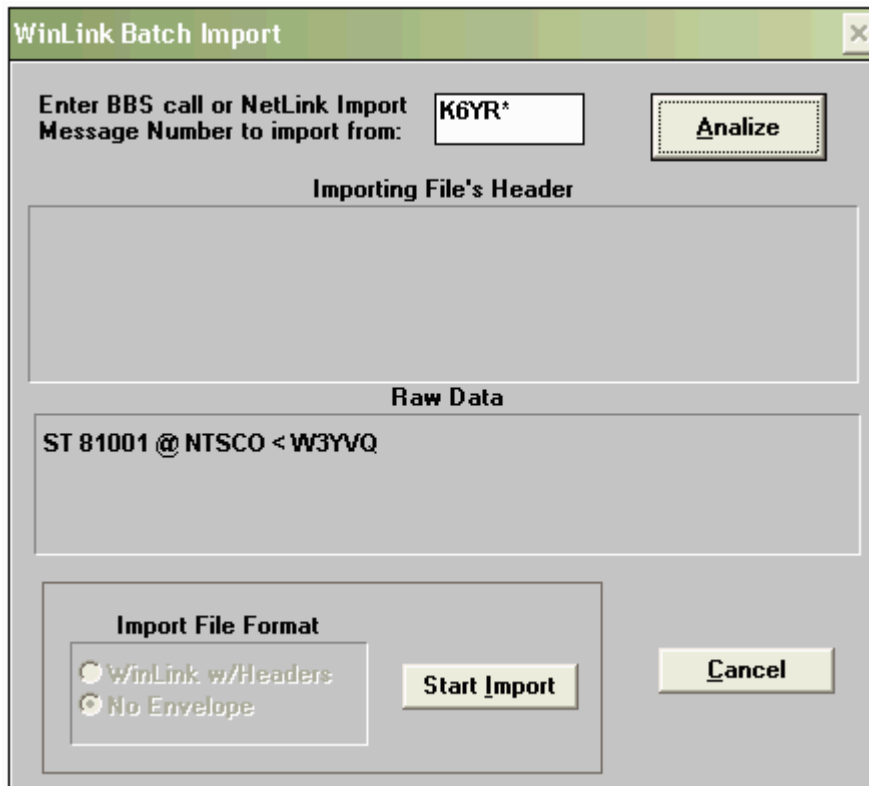 WinLink Batch Import
Enter BBS call or NetLink Import
Message Number to import from:
K6YR*
Analize
Importing File's Header
Raw Data
ST 81001 @ NTSCO < W3YVQ
Import File Format
WinLink w/Headers
No Envelope
Start Import
Cancel